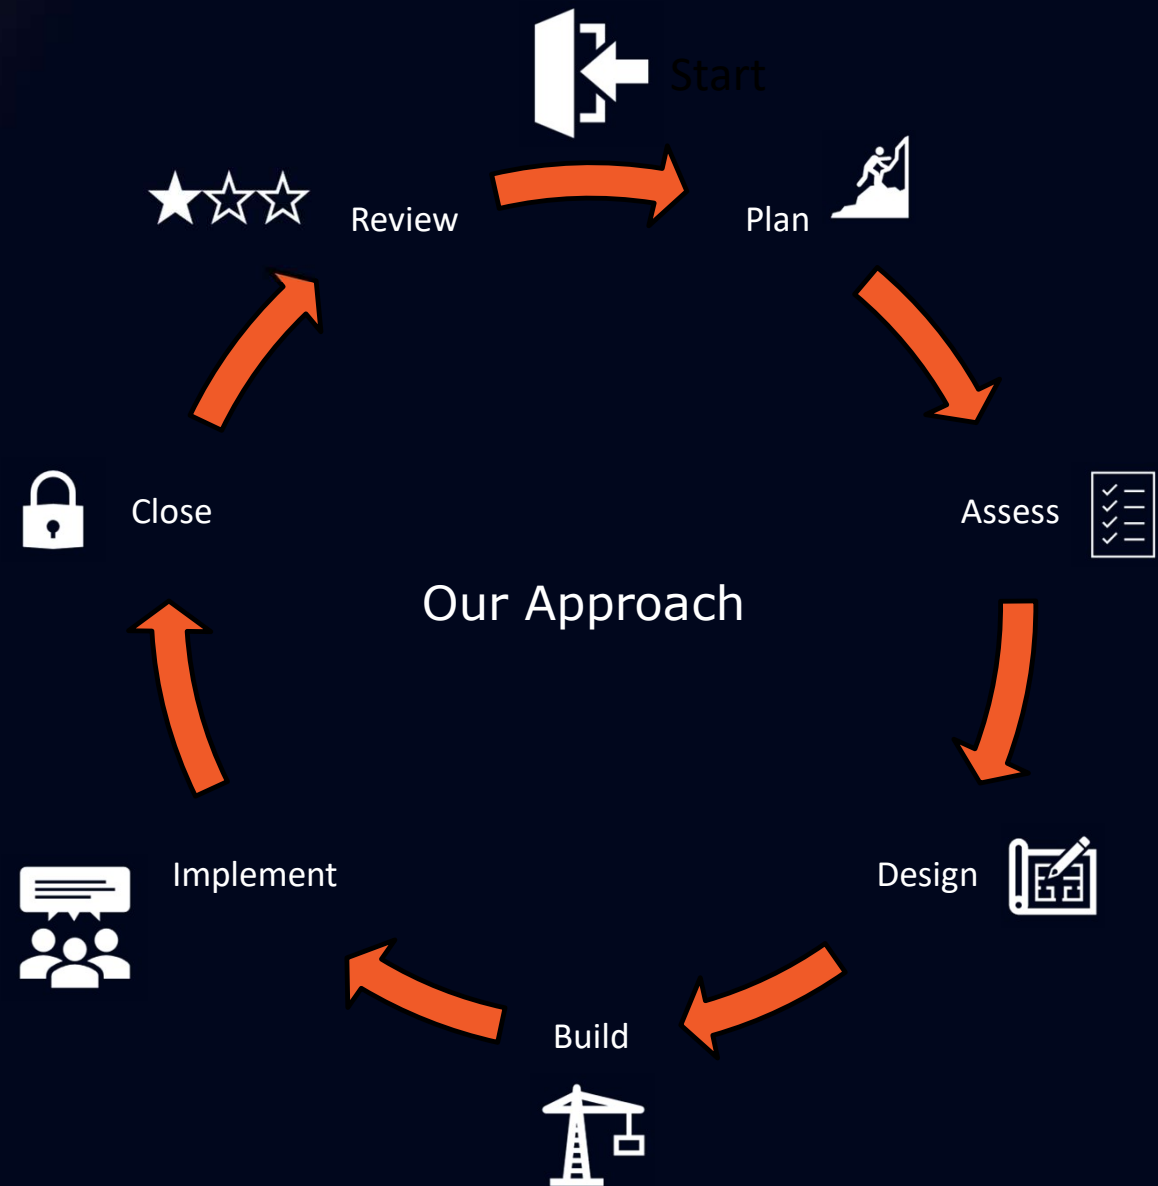 Start
Review
Plan
Close
Assess
Our Approach
Implement
Design
Build